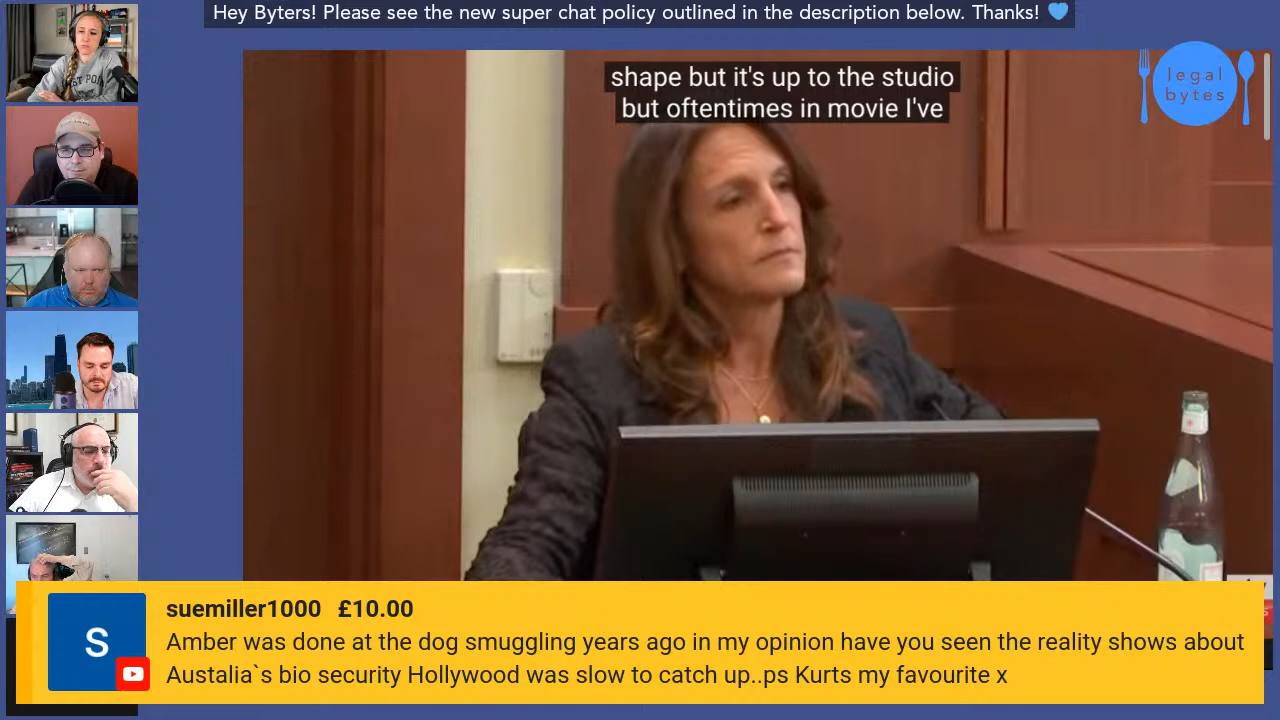 Hey Byters! Please see the new super chat policy outlined in the description below. Thanks! 💙
legal
bytes
shape but it's up to the studio
but oftentimes in movie I've
suemiller1000 £10.00
S
Amber was done at the dog smuggling years ago in my opinion have you seen the reality shows about
Austalia`s bio security Hollywood was slow to catch up..ps Kurts my favourite x